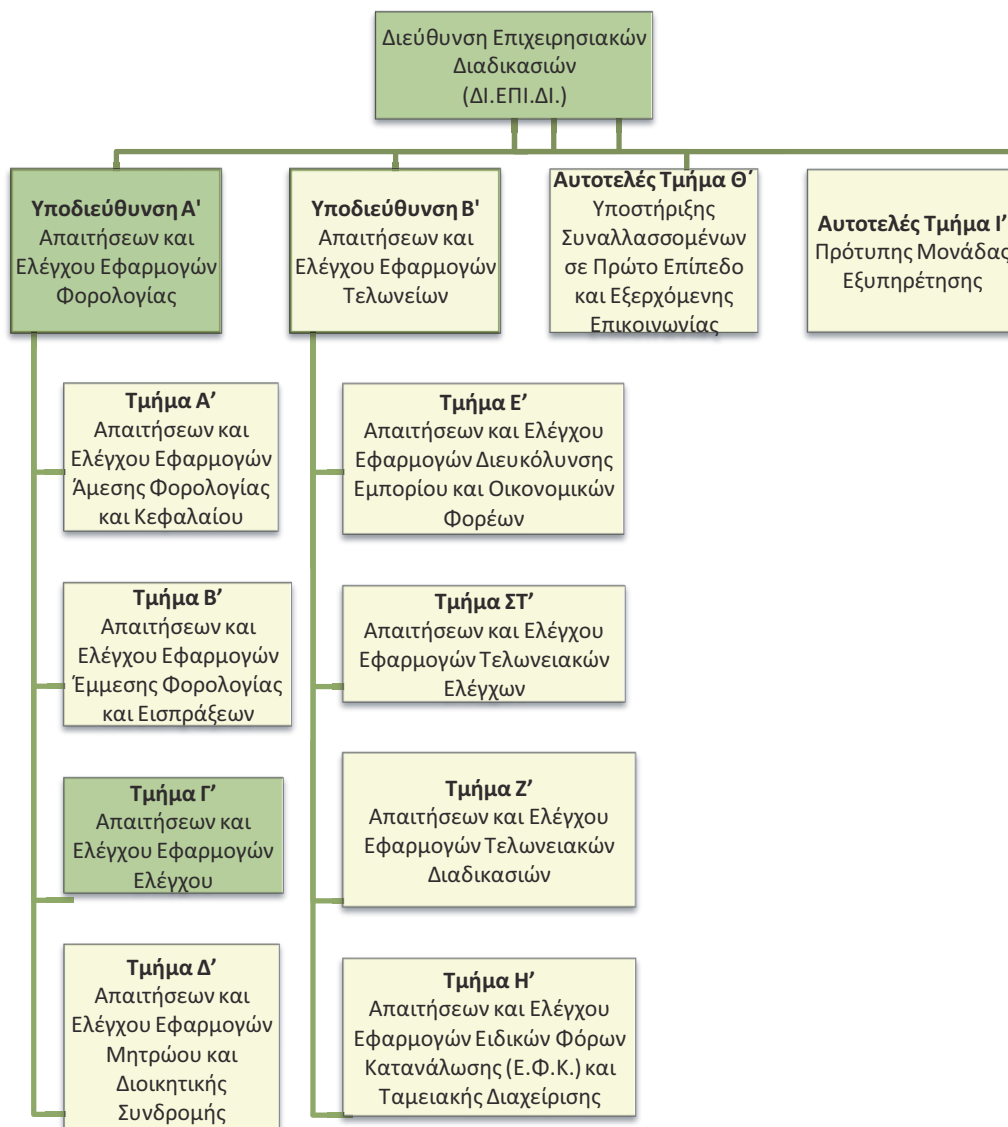 Διεύθυνση Επιχειρησιακών
Διαδικασιών
(ΔΙ.ΕΠΙ.ΔΙ.)
Υποδιεύθυνση Α'
Απαιτήσεων και
Ελέγχου Εφαρμογών
Φορολογίας
Υποδιεύθυνση Β'
Απαιτήσεων και
Ελέγχου Εφαρμογών
Τελωνείων
Αυτοτελές Τμήμα Θ΄
Υποστήριξης
Συναλλασσομένων
σε Πρώτο Επίπεδο
και Εξερχόμενης
Επικοινωνίας
Αυτοτελές Τμήμα Ι’
Πρότυπης Μονάδας
Εξυπηρέτησης
Τμήμα Α’
Απαιτήσεων και
Ελέγχου Εφαρμογών
Άμεσης Φορολογίας
και Κεφαλαίου
Τμήμα Β’
Απαιτήσεων και
Ελέγχου Εφαρμογών
Έμμεσης Φορολογίας
και Εισπράξεων
Τμήμα Γ’
Απαιτήσεων και
Ελέγχου Εφαρμογών
Ελέγχου
Τμήμα Δ’
Απαιτήσεων και
Ελέγχου Εφαρμογών
Μητρώου και
Διοικητικής
Συνδρομής
Τμήμα Ε’
Απαιτήσεων και Ελέγχου
Εφαρμογών Διευκόλυνσης
Εμπορίου και Οικονομικών
Φορέων
Τμήμα ΣΤ’
Απαιτήσεων και Ελέγχου
Εφαρμογών Τελωνειακών
Ελέγχων
Τμήμα Ζ’
Απαιτήσεων και Ελέγχου
Εφαρμογών Τελωνειακών
Διαδικασιών
Τμήμα Η’
Απαιτήσεων και Ελέγχου
Εφαρμογών Ειδικών Φόρων
Κατανάλωσης (Ε.Φ.Κ.) και
Ταμειακής Διαχείρισης